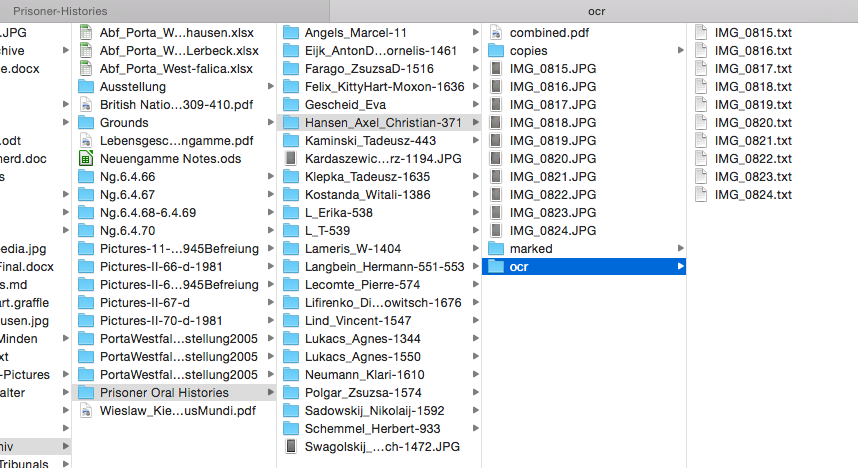 Prisoner-Histories
ocr
.JPG
chive
e.docx
.odt
nerd.doc
s
pedia.jpg
Final.docx
s.md
art.graffle
ausen.jpg
Minden
xt
-Pictures
alter
hiv
Tribunals
Abf_Porta_W...hausen.xlsx
Abf_Porta_W...Lerbeck.xlsx
Abf_Porta_West-falica.xlsx
Ausstellung
British Natio...309-410.pdf
Grounds
Lebensgesc...ngamme.pdf
Neuengamme Notes.ods
Ng.6.4.66
Ng.6.4.67
Ng.6.4.68-6.4.69
Ng.6.4.70
Pictures-11-...945Befreiung
Pictures-II-66-d-1981
Pictures-II-6...945Befreiung
Pictures-II-67-d
Pictures-II-70-d-1981
PortaWestfal...stellung2005
PortaWestfal...stellung2005
PortaWestfal...stellung2005
Prisoner Oral Histories
Wieslaw_Kie...usMundi.pdf
Angels_Marcel-11
Eijk_AntonD...ornelis-1461
Farago_ZsuzsaD-1516
Felix_KittyHart-Moxon-1636
Gescheid_Eva
Hansen_Axel_Christian-371
Kaminski_Tadeusz-443
Kardaszewic...rz-1194.JPG
Klepka_Tadeusz-1635
Kostanda_Witali-1386
L_Erika-538
L_T-539
Lameris_W-1404
Langbein_Hermann-551-553
Lecomte_Pierre-574
Lifirenko_Di...owitsch-1676
Lind_Vincent-1547
Lukacs_Agnes-1344
Lukacs_Agnes-1550
Neumann_Klari-1610
Polgar_Zsuzsa-1574
Sadowskij_Nikolaij-1592
Schemmel_Herbert-933
Swagolskij_...ch-1472.JPG
combined.pdf
copies
IMG_0815.JPG
IMG_0816.JPG
IMG_0817.JPG
IMG_0818.JPG
IMG_0819.JPG
IMG_0820.JPG
IMG_0821.JPG
IMG_0822.JPG
IMG_0823.JPG
IMG_0824.JPG
marked
ocr
IMG_0815.txt
IMG_0816.txt
IMG_0817.txt
IMG_0818.txt
IMG_0819.txt
IMG_0820.txt
IMG_0821.txt
IMG_0822.txt
IMG_0823.txt
IMG_0824.txt